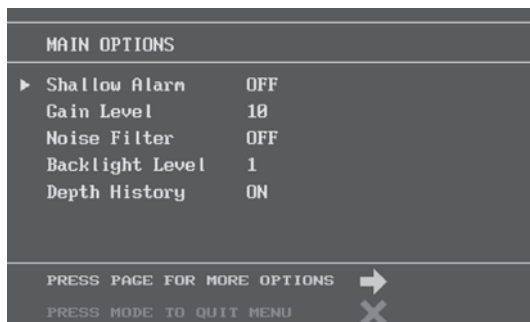 MAIN OPTIONS
Shallow Alarm OFF
Gain Level 10
Noise Filter OFF
Backlight Level 1
Depth History ON
PRESS PAGE FOR MORE OPTIONS
PRESS MODE TO QUIT MENU